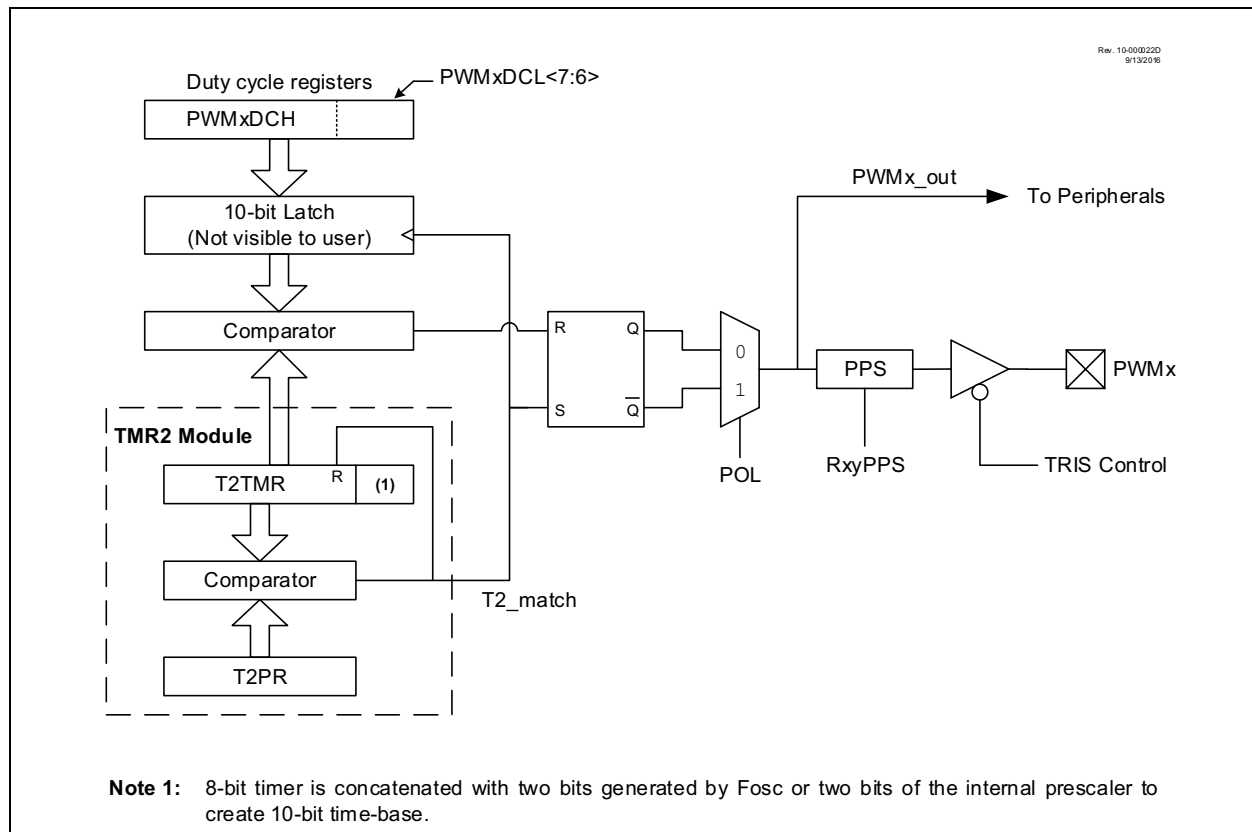 Rev. 10-000022D
9/13/2016
Duty cycle registers
PWMxDCL<7:6>
PWMxDCH
10-bit Latch
(Not visible to user)
Comparator
R
Q
S
Q̅
0
1
POL
PWMx_out
To Peripherals
PPS
RxyPPS
PWMx
TRIS Control
TMR2 Module
T2TMR
R
(1)
Comparator
T2_match
T2PR
Note 1: 8-bit timer is concatenated with two bits generated by Fosc or two bits of the internal prescaler to
create 10-bit time-base.